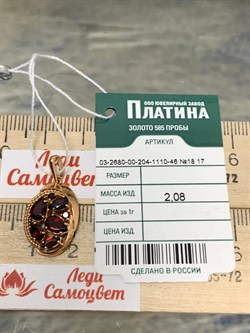 ООО ЮВЕЛИРНЫЙ ЗАВОД
ПЛАТИНА
ЗОЛОТО 585 ПРОБЫ
АРТИКУЛ
03-2680-00-204-1110-46 №18 17
РАЗМЕР
МАССА ИЗД.
2,08
ЦЕНА за 1г
ЦЕНА ИЗД.
СДЕЛАНО В РОССИИ
Леди
Самоцвет
Леди
Самоцвет